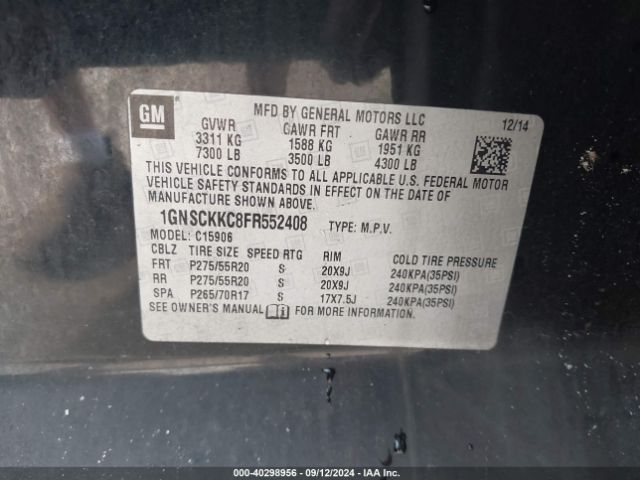 GM
MFD BY GENERAL MOTORS LLC
12/14
GVWR GAWR FRT GAWR RR
3311 KG 1588 KG 1951 KG
7300 LB 3500 LB 4300 LB
THIS VEHICLE CONFORMS TO ALL APPLICABLE U.S. FEDERAL MOTOR
VEHICLE SAFETY STANDARDS IN EFFECT ON THE DATE OF
MANUFACTURE SHOWN ABOVE.
1GNSCKKC8FR552408 TYPE: M.P.V.
MODEL: C15906
CBLZ TIRE SIZE SPEED RTG RIM COLD TIRE PRESSURE
FRT P275/55R20 S 20X9J 240KPA(35PSI)
RR P275/55R20 S 20X9J 240KPA(35PSI)
SPA P265/70R17 S 17X7.5J 240KPA(35PSI)
SEE OWNER'S MANUAL FOR MORE INFORMATION.
000-40298956 - 09/12/2024 - IAA Inc.